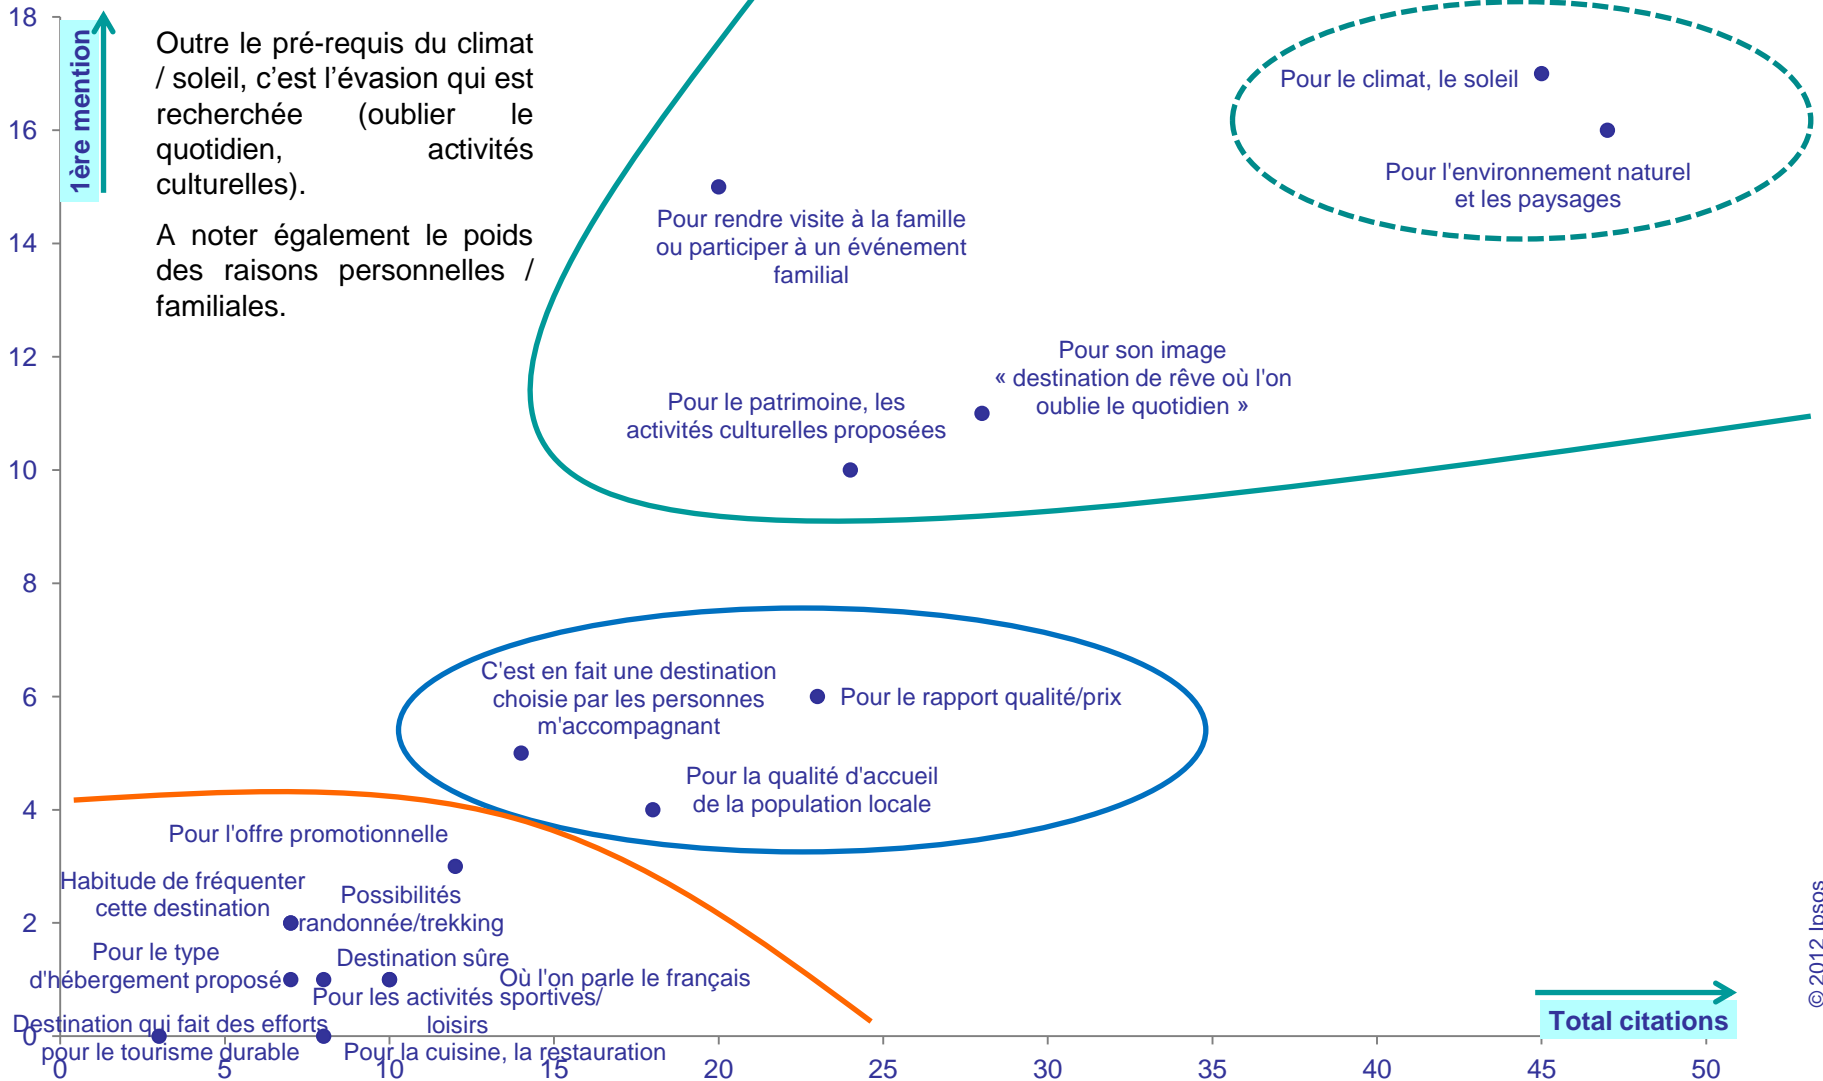 18
16
14
12
10
8
6
4
2
0
1ère mention
Outre le pré-requis du climat
/ soleil, c'est l'évasion qui est
recherchée (oublier le
quotidien, activités
culturelles).
A noter également le poids
des raisons personnelles /
familiales.
Pour le climat, le soleil
Pour l'environnement naturel
et les paysages
Pour rendre visite à la famille
ou participer à un événement
familial
Pour son image
« destination de rêve où l'on
oublie le quotidien »
Pour le patrimoine, les
activités culturelles proposées
C'est en fait une destination
choisie par les personnes
m'accompagnant
Pour le rapport qualité/prix
Pour la qualité d'accueil
de la population locale
Pour l'offre promotionnelle
Habitude de fréquenter
cette destination
Possibilités
randonnée/trekking
Pour le type
d'hébergement proposé
Destination sûre
Où l'on parle le français
Pour les activités sportives/
loisirs
Destination qui fait des efforts
pour le tourisme durable
Pour la cuisine, la restauration
Total citations
0
5
10
15
20
25
30
35
40
45
50
© 2012 Ipsos